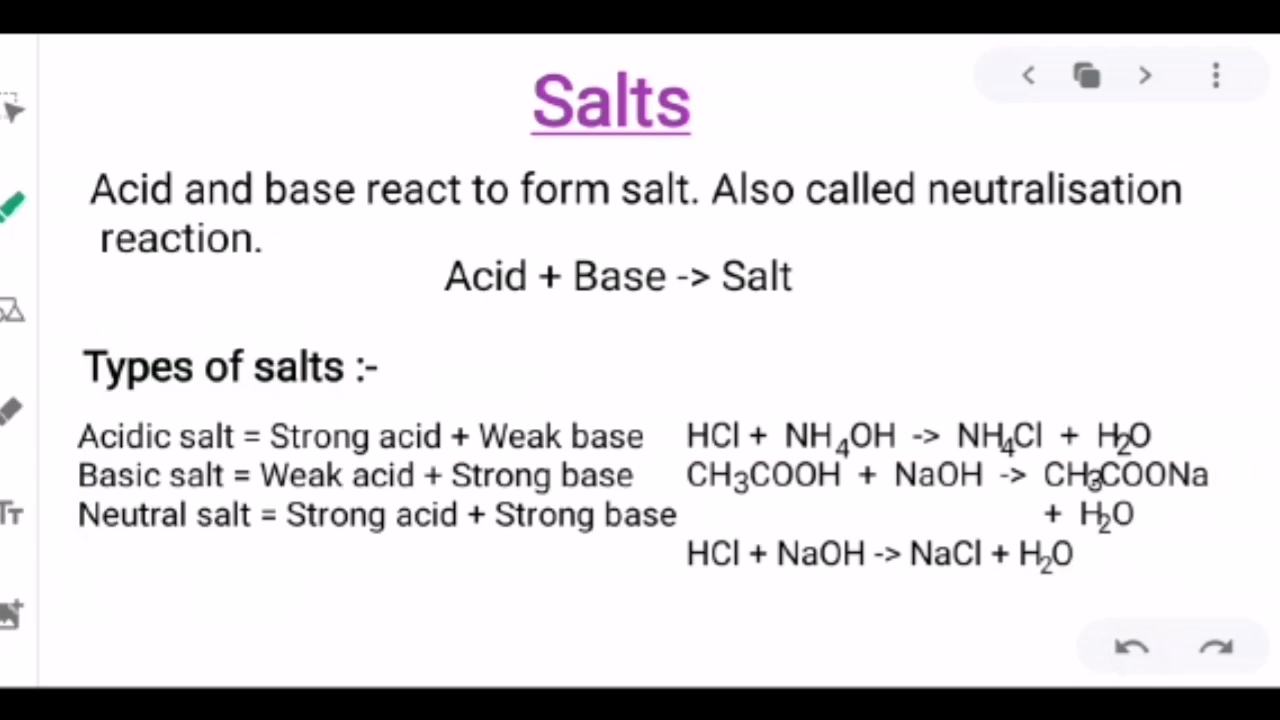 Salts
Acid and base react to form salt. Also called neutralisation
reaction.
Acid + Base -> Salt
Types of salts :-
Acidic salt = Strong acid + Weak base
HCl + NH₄OH -> NH₄Cl + H₂O
Basic salt = Weak acid + Strong base
CH₃COOH + NaOH -> CH₃COONa
+ H₂O
Neutral salt = Strong acid + Strong base
HCl + NaOH -> NaCl + H₂O
Tт